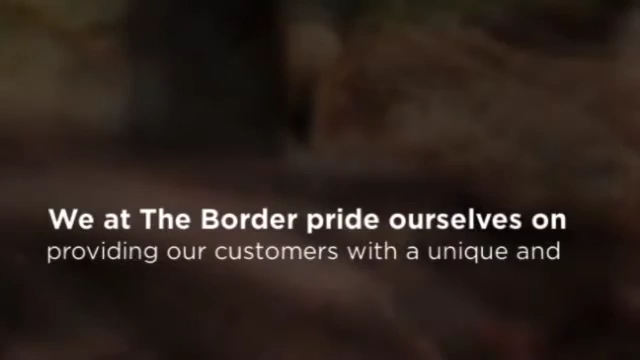 We at The Border pride ourselves on
providing our customers with a unique and